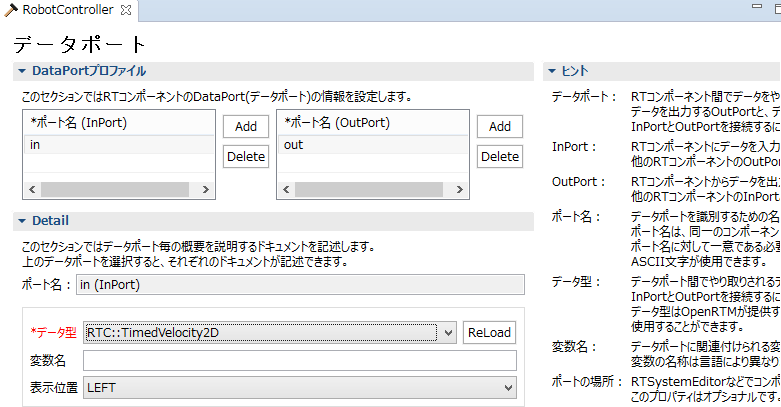 RobotController
データポート
DataPortプロファイル
このセクションではRTコンポーネントのDataPort(データポート)の情報を設定します。
*ポート名 (InPort)
in
Add
Delete
*ポート名 (OutPort)
out
Add
Delete
Detail
このセクションではデータポート毎の概要を説明するドキュメントを記述します。
上のデータポートを選択すると、それぞれのドキュメントが記述できます。
ポート名： in (InPort)
*データ型 RTC::TimedVelocity2D ReLoad
変数名
表示位置 LEFT
ヒント
データポート： RTコンポーネント間でデータをや
データを出力するOutPortと、デ
InPortとOutPortを接続するに
InPort： RTコンポーネントにデータを入力
他のRTコンポーネントのOutPor
OutPort： RTコンポーネントからデータを出
他のRTコンポーネントのInPort
ポート名： データポートを識別するための名
ポート名は、同一のコンポーネン
ポート名に対して一意である必要
ASCII文字が使用できます。
データ型： データポート間でやり取りされるデ
InPortとOutPortを接続するに
データ型はOpenRTMが提供す
使用することができます。
変数名： データポートに関連付けられる変
変数の名称は言語により異なり
ポートの場所： RTSystemEditorなどでコンポ
このプロパティはオプショナルですよ